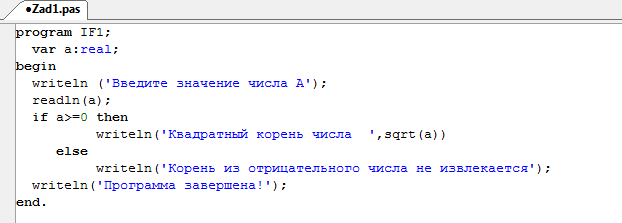 ●Zad1.pas
program IF1;
var a:real;
begin
writeln ('Введите значение числа А');
readln(a);
if a>=0 then
writeln('Квадратный корень числа  ',sqrt(a))
else
writeln('Корень из отрицательного числа не извлекается');
writeln('Программа завершена!');
end.